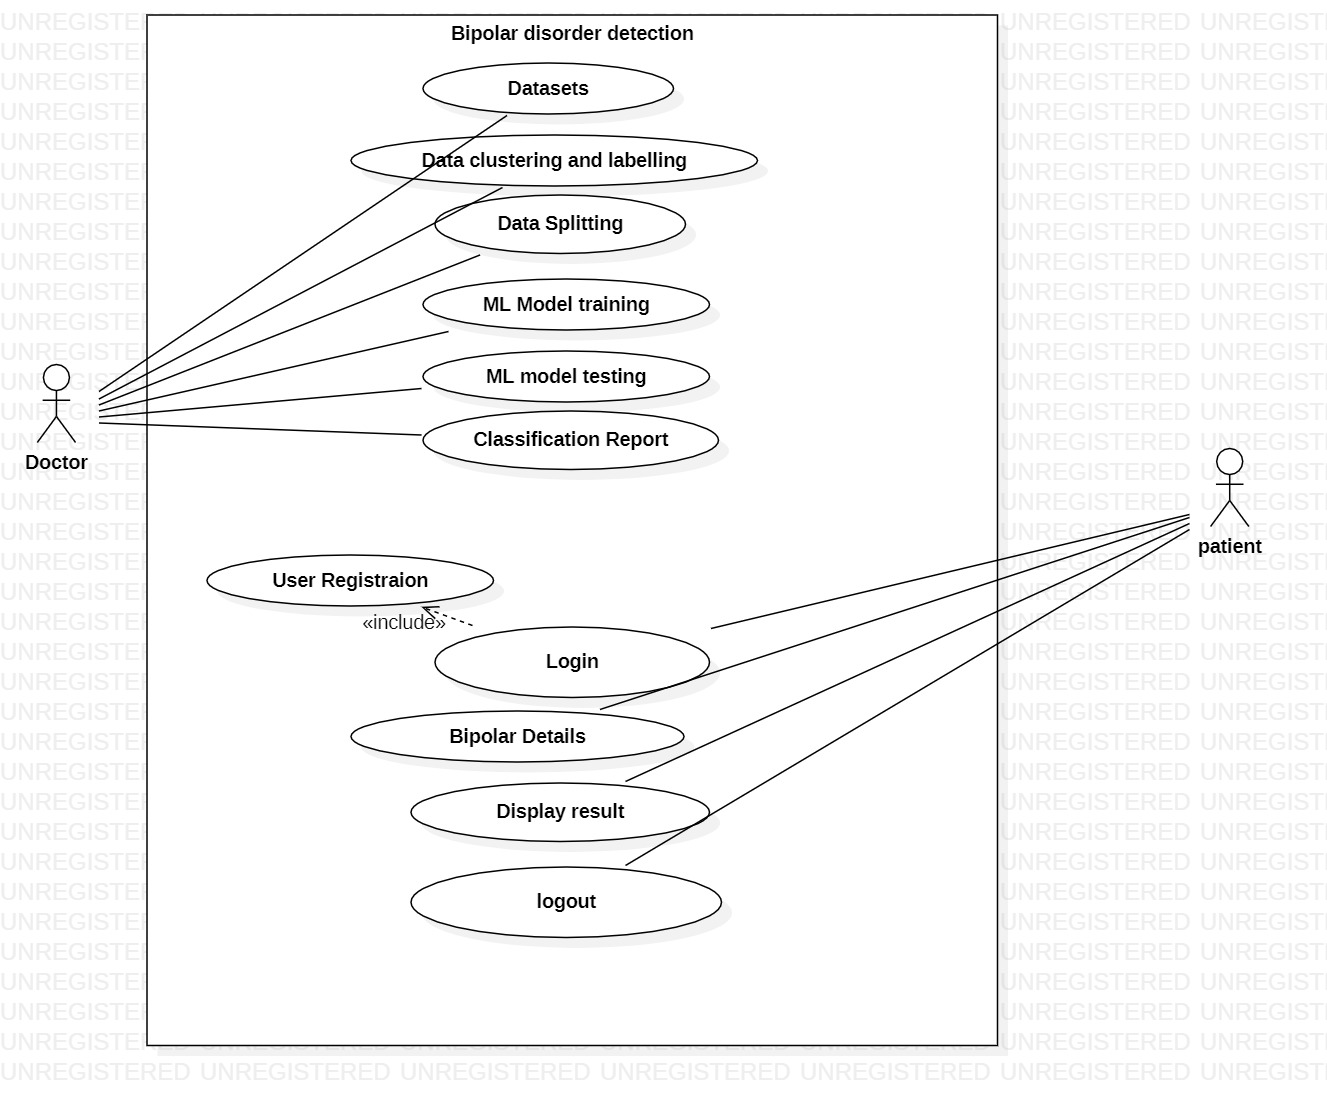 Bipolar disorder detection
Datasets
Data clustering and labelling
Data Splitting
ML Model training
ML model testing
Classification Report
Doctor
patient
User Registraion
«include»
Login
Bipolar Details
Display result
logout
UNREGISTERED UNREGISTERED UNREGISTERED UNREGISTERED UNREGISTERED UNREGISTERED